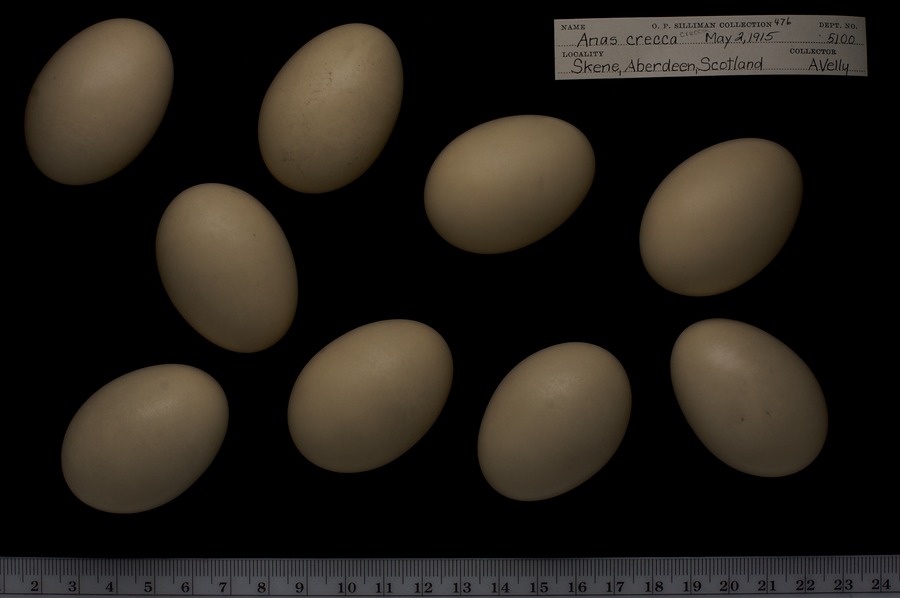 NAME O. P. SILLIMAN COLLECTION 476 DEPT. NO.
Anas crecca crecca May 2, 1915 5100
LOCALITY COLLECTOR
Skene, Aberdeen, Scotland AVelly
2 3 4 5 6 7 8 9 10 11 12 13 14 15 16 17 18 19 20 21 22 23 24